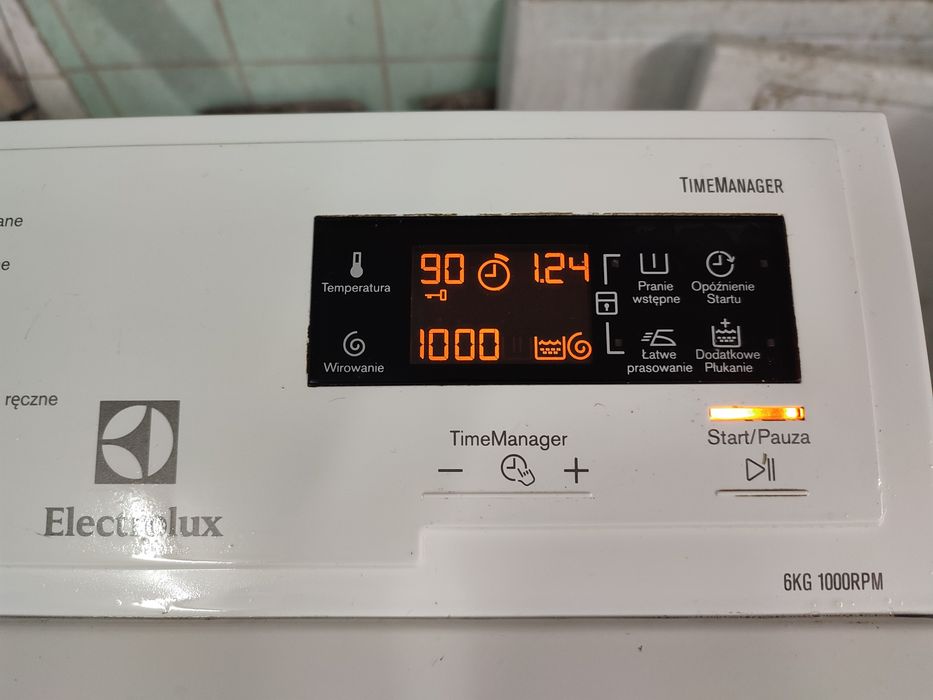 TIMEMANAGER
ane
ne
Temperatura
90
1.24
Pranie
wstępne
Opóźnienie
Startu
Wirowanie
1000
Łatwe
prasowanie
Dodatkowe
Płukanie
ręczne
Electrolux
TimeManager
Start/Pauza
6KG 1000RPM